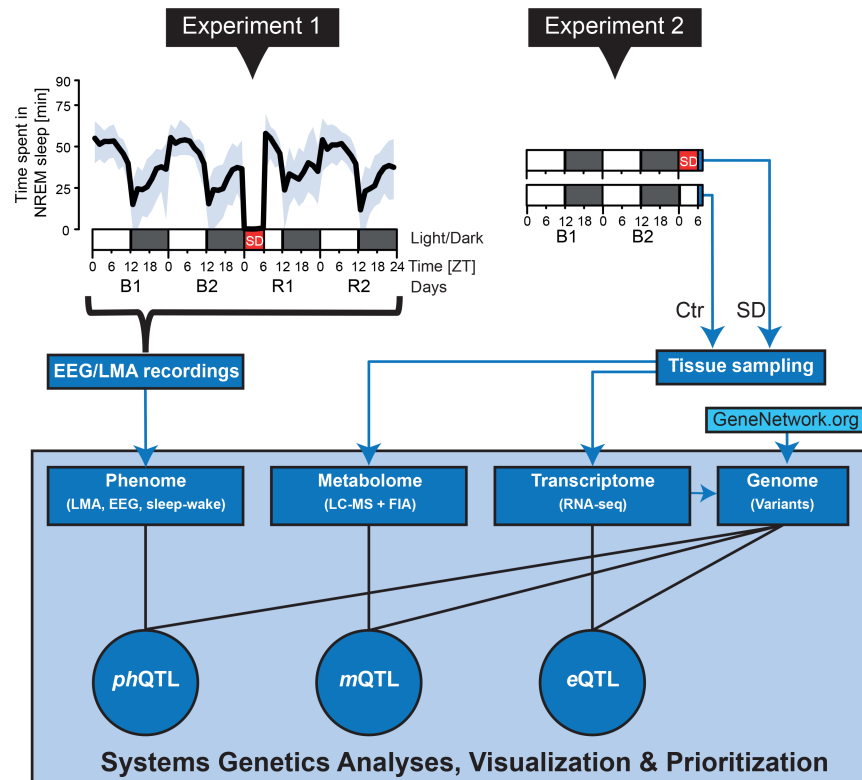 Experiment 1
Experiment 2
Time spent in
NREM sleep [min]
90
75
50
25
0
SD
Light/Dark
0 6 12 18 0 6 12 18 0 6 12 18 0 6 12 18 24
Time [ZT]
B1 B2 R1 R2
Days
SD
0 6 12 18 0 6 12 18 0 6
B1 B2
Ctr
SD
EEG/LMA recordings
Tissue sampling
GeneNetwork.org
Phenome
(LMA, EEG, sleep-wake)
Metabolome
(LC-MS + FIA)
Transcriptome
(RNA-seq)
Genome
(Variants)
phQTL
mQTL
eQTL
Systems Genetics Analyses, Visualization & Prioritization